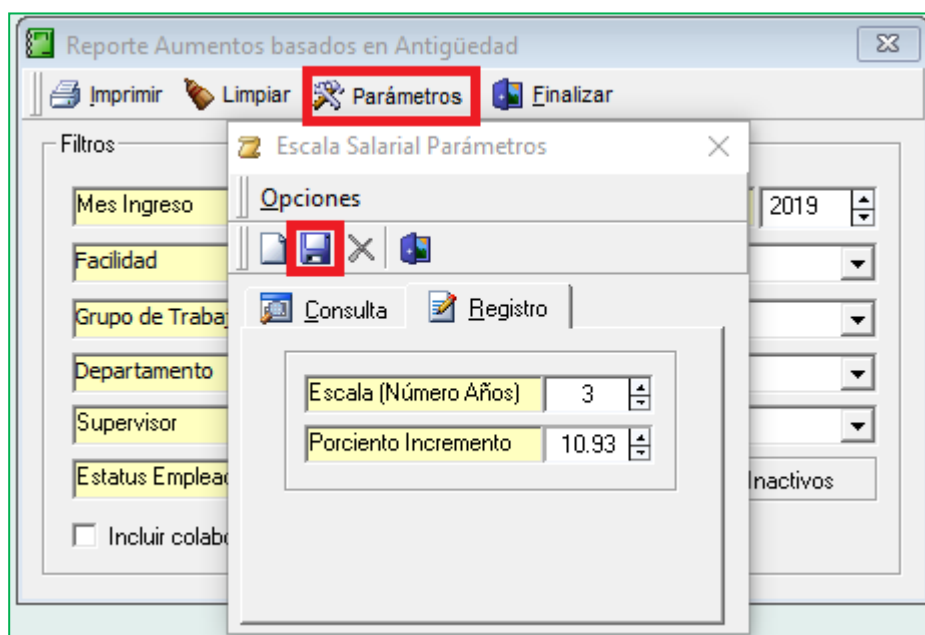 Reporte Aumentos basados en Antigüedad
Imprimir Limpiar Parámetros Finalizar
Filtros
Escala Salarial Parámetros
Mes Ingreso
2019
Opciones
Facilidad
Consulta Registro
Grupo de Trabaj
Departamento
Escala (Número Años) 3
Supervisor
Porciento Incremento 10.93
Estatus Emplead
Inactivos
Incluir colabo